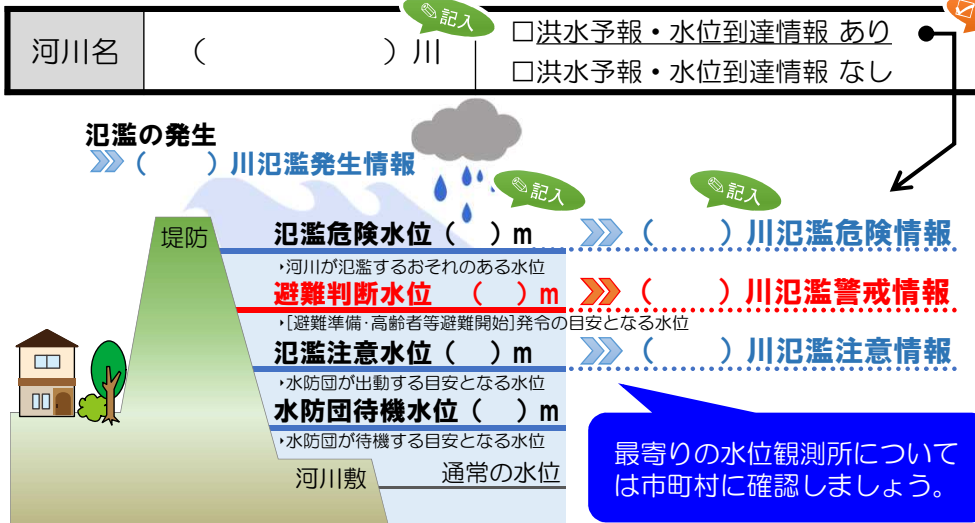 記入
河川名 （　　　　　　）川
□洪水予報・水位到達情報 あり
□洪水予報・水位到達情報 なし
氾濫の発生
（　　）川氾濫発生情報
記入
記入
堤防
氾濫危険水位（　）m （　　）川氾濫危険情報
・河川が氾濫するおそれのある水位
避難判断水位　（　）m （　　）川氾濫警戒情報
・[避難準備･高齢者等避難開始]発令の目安となる水位
氾濫注意水位（　）m （　　）川氾濫注意情報
・水防団が出動する目安となる水位
水防団待機水位（　）m
・水防団が待機する目安となる水位
河川敷
通常の水位
最寄りの水位観測所について
は市町村に確認しましょう。